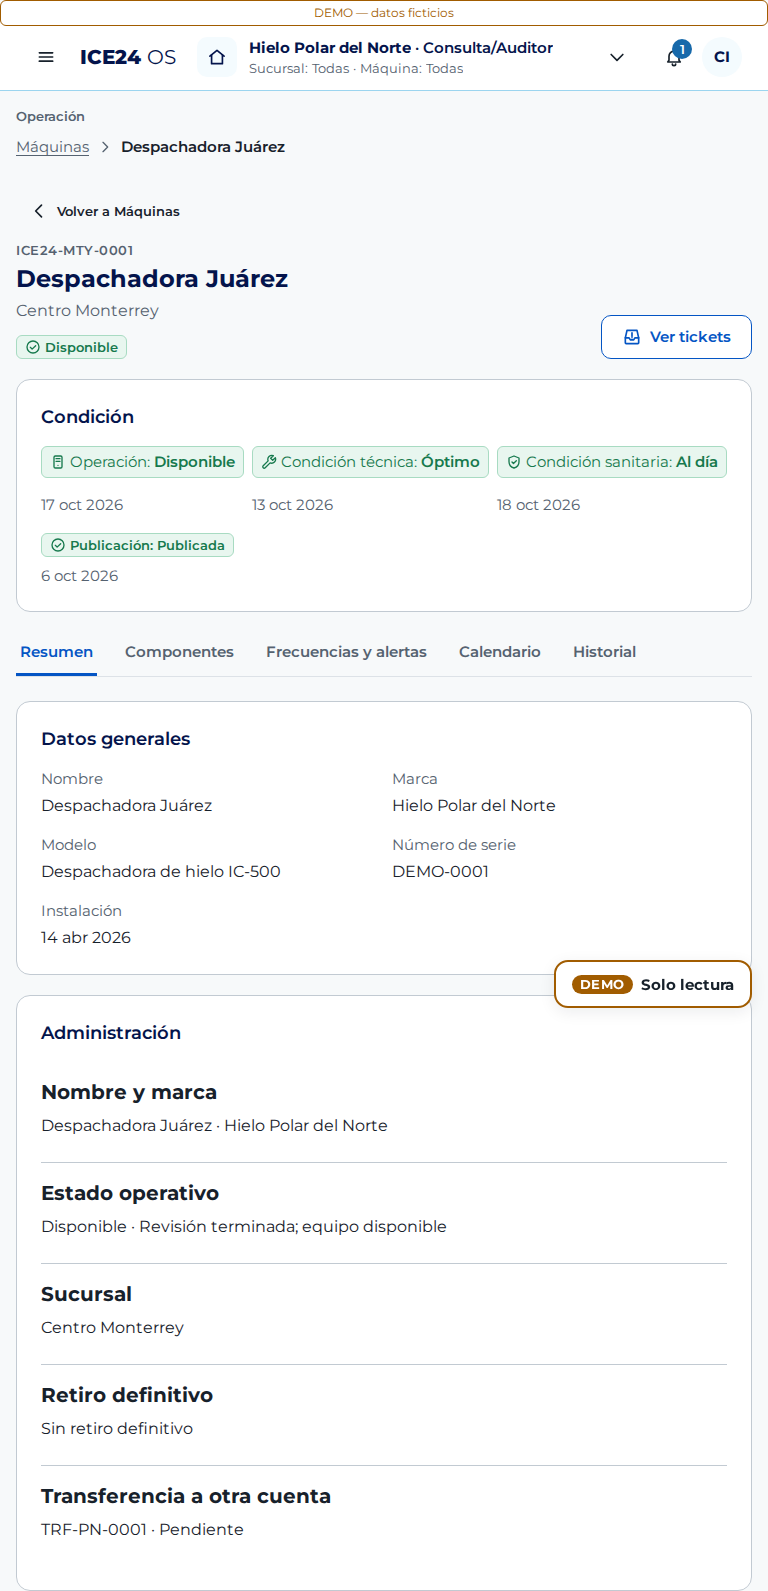 DEMO — datos ficticios
ICE24 OS
Hielo Polar del Norte · Consulta/Auditor
Sucursal: Todas · Máquina: Todas
1
CI
Operación
Máquinas
Despachadora Juárez
Volver a Máquinas
ICE24-MTY-0001
Despachadora Juárez
Centro Monterrey
Disponible
Ver tickets
Condición
Operación: Disponible
Condición técnica: Óptimo
Condición sanitaria: Al día
17 oct 2026
13 oct 2026
18 oct 2026
Publicación: Publicada
6 oct 2026
Resumen
Componentes
Frecuencias y alertas
Calendario
Historial
Datos generales
Nombre
Marca
Despachadora Juárez
Hielo Polar del Norte
Modelo
Número de serie
Despachadora de hielo IC-500
DEMO-0001
Instalación
14 abr 2026
DEMO Solo lectura
Administración
Nombre y marca
Despachadora Juárez · Hielo Polar del Norte
Estado operativo
Disponible · Revisión terminada; equipo disponible
Sucursal
Centro Monterrey
Retiro definitivo
Sin retiro definitivo
Transferencia a otra cuenta
TRF-PN-0001 · Pendiente